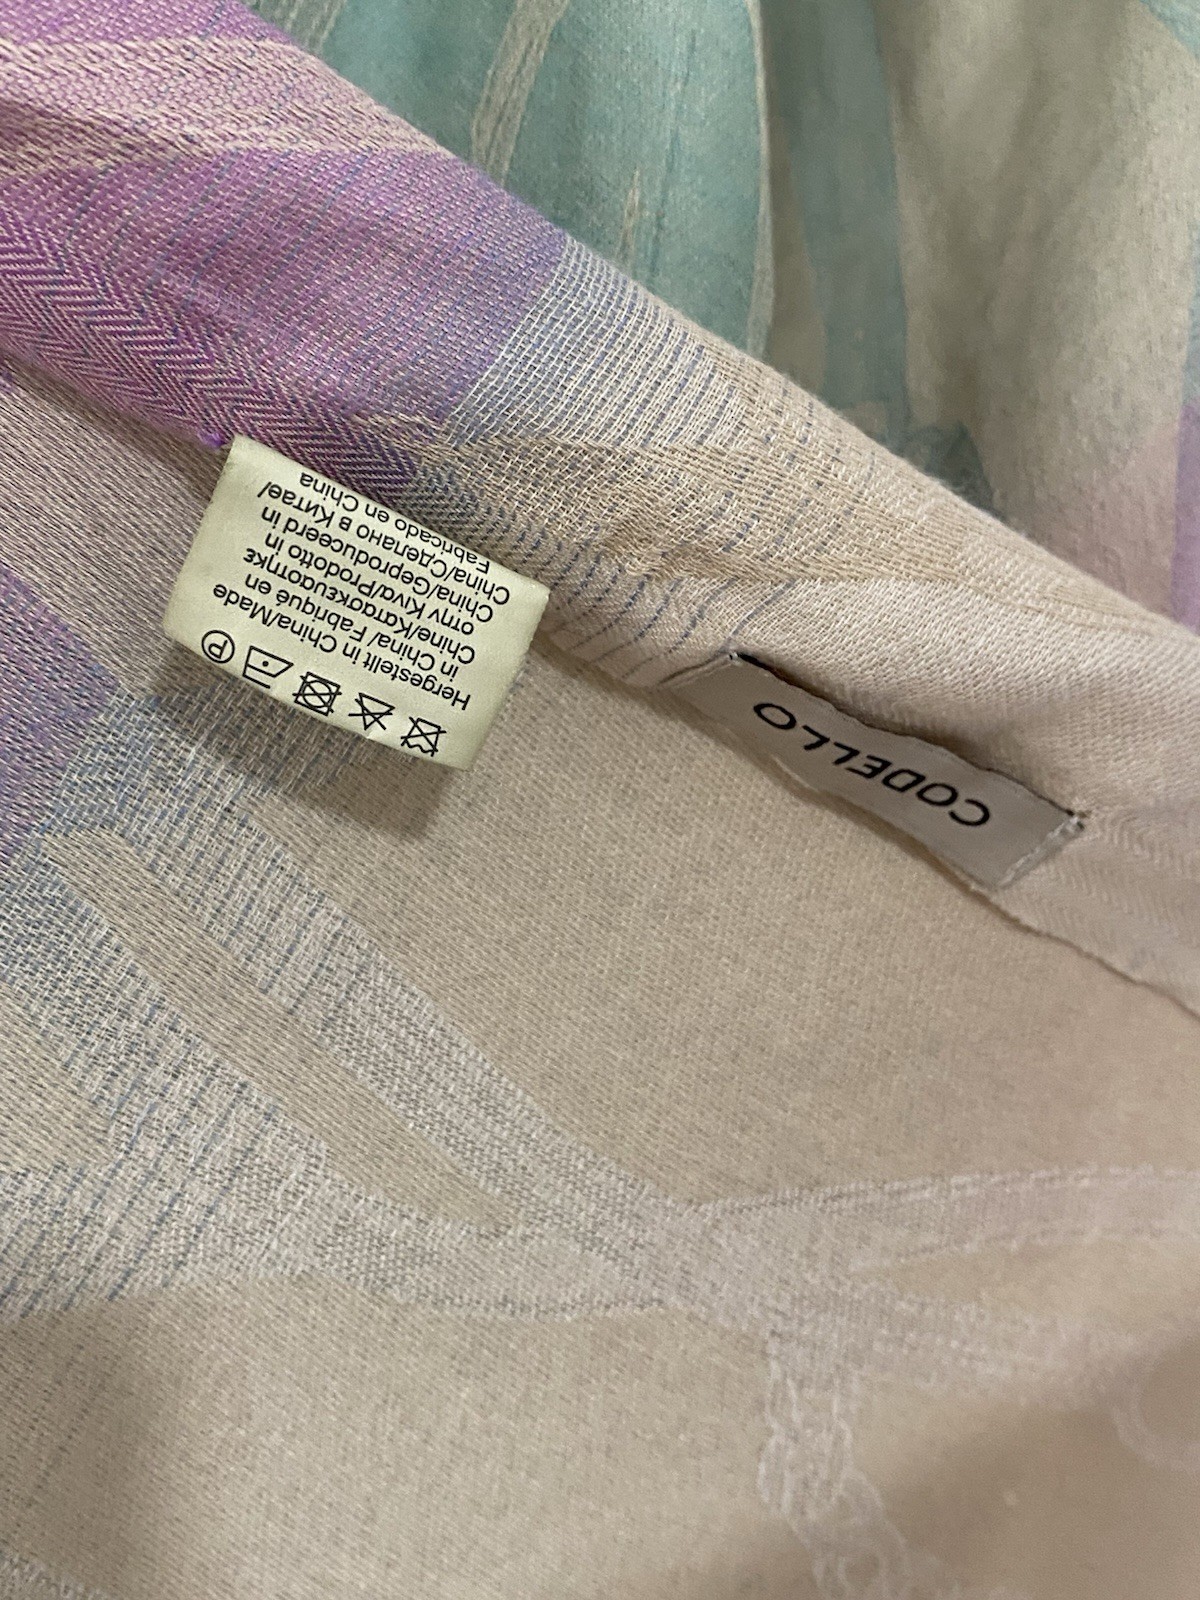 Hergestellt in China/Made
in China/ Fabriqué en
Chine/Κατασκευαστηκε
στην Κίνα/Prodotto in
China/Geproduceerd in
China/Сделано в Китае/
Fabricado en China
P
CODELLO